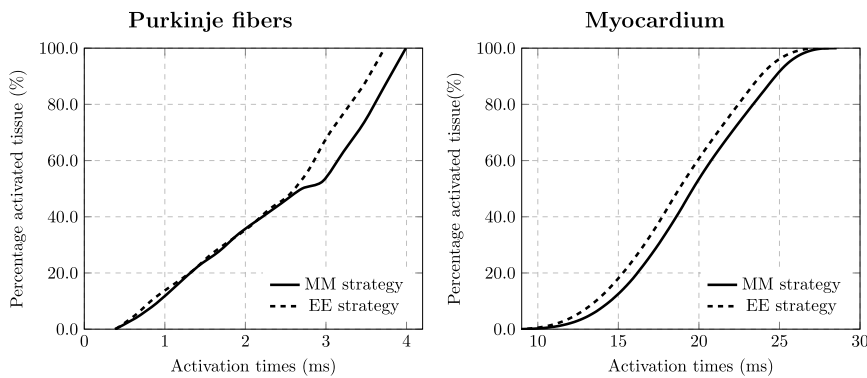 Purkinje fibers
Percentage activated tissue (%)
100.0
80.0
60.0
40.0
20.0
0.0
0 1 2 3 4
Activation times (ms)
MM strategy
EE strategy
Myocardium
Percentage activated tissue(%)
100.0
80.0
60.0
40.0
20.0
0.0
10 15 20 25 30
Activation times (ms)
MM strategy
EE strategy